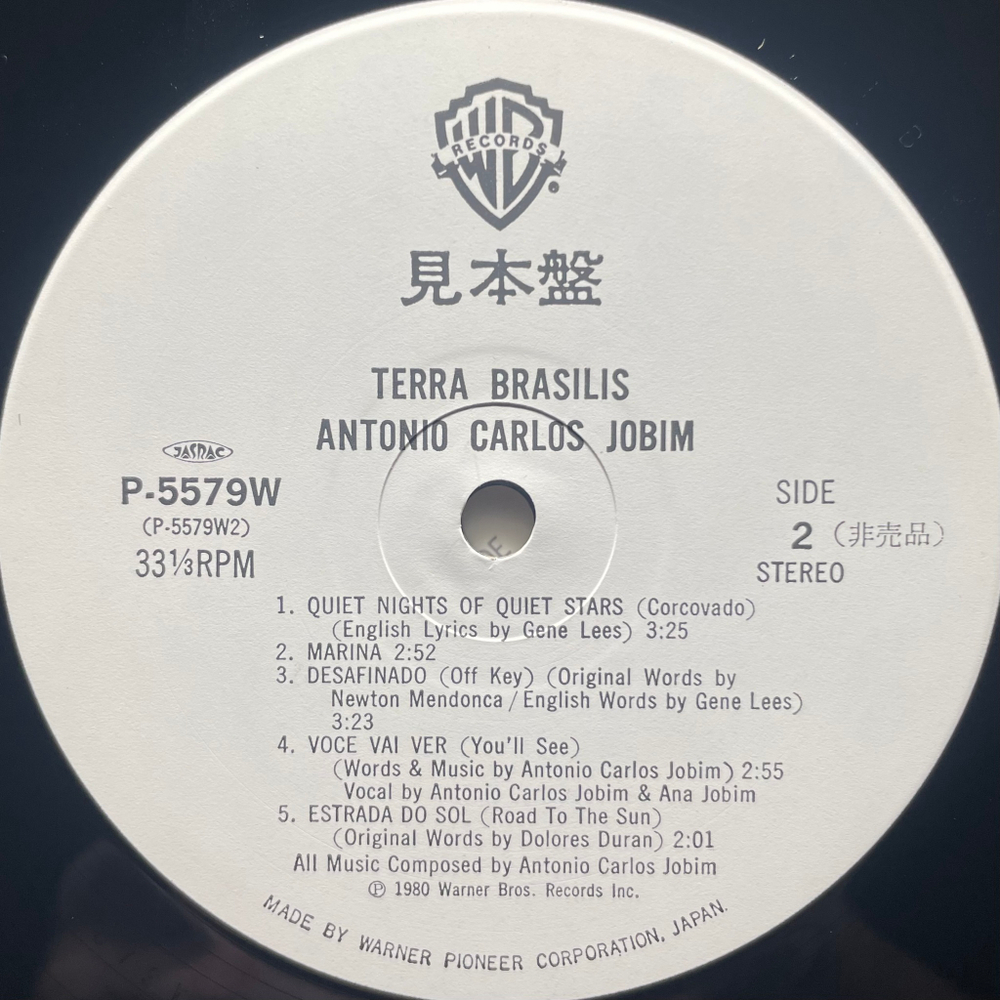 RECORDS
見本盤
TERRA BRASILIS
ANTONIO CARLOS JOBIM
JASRAC
P-5579W
(P-5579W2)
33⅓RPM
SIDE
2 (非売品)
STEREO
1. QUIET NIGHTS OF QUIET STARS (Corcovado)
(English Lyrics by Gene Lees) 3:25
2. MARINA 2:52
3. DESAFINADO (Off Key) (Original Words by
Newton Mendonca / English Words by Gene Lees)
3:23
4. VOCE VAI VER (You'll See)
(Words & Music by Antonio Carlos Jobim) 2:55
Vocal by Antonio Carlos Jobim & Ana Jobim
5. ESTRADA DO SOL (Road To The Sun)
(Original Words by Dolores Duran) 2:01
All Music Composed by Antonio Carlos Jobim
Ⓟ 1980 Warner Bros. Records Inc.
MADE BY WARNER PIONEER CORPORATION, JAPAN.